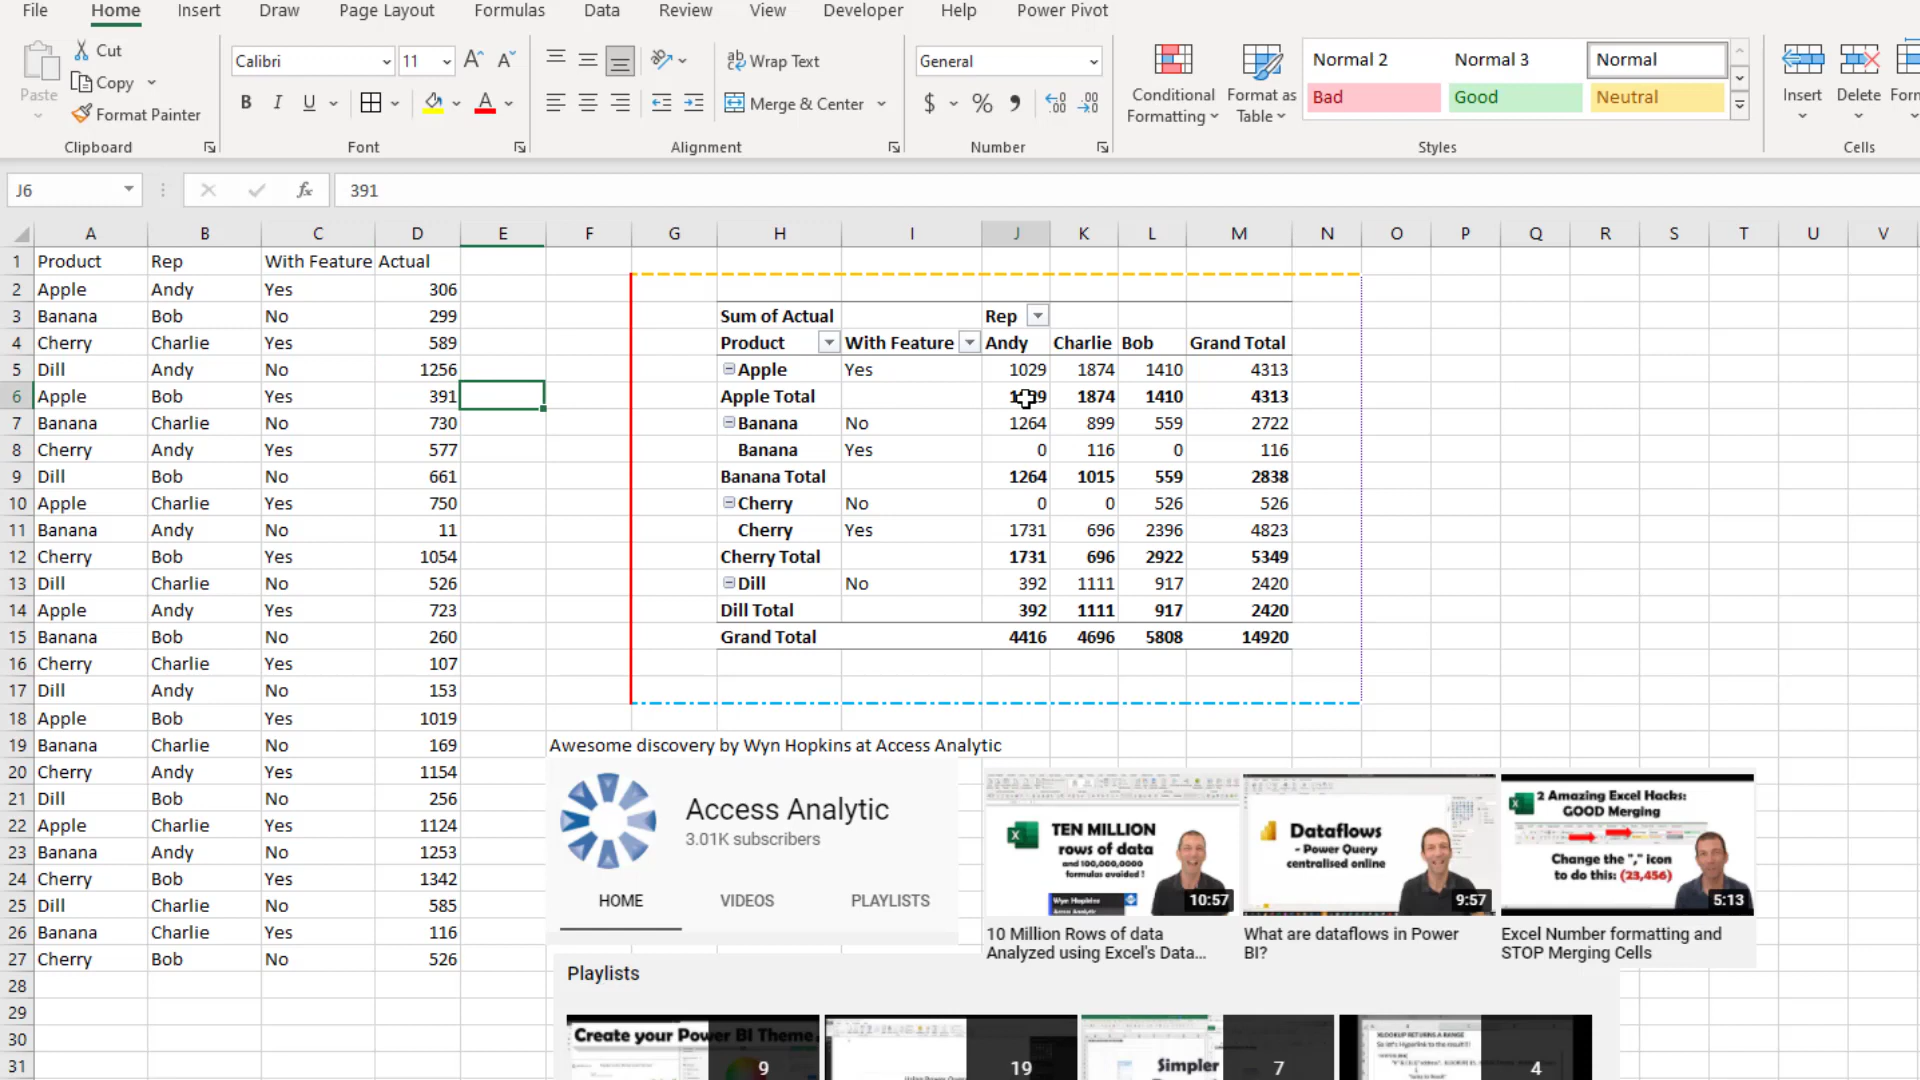 File Home Insert Draw Page Layout Formulas Data Review View Developer Help Power Pivot
Cut
Copy
Format Painter
Paste
Clipboard
Calibri 11
B I U
Font
Wrap Text
Merge & Center
Alignment
General
$ % 9
Number
Conditional Formatting
Format as Table
Normal 2 Normal 3 Normal
Bad Good Neutral
Styles
Insert Delete
Cells
J6 fx 391
A B C D E F G H I J K L M N O P Q R S T U V
1 Product Rep With Feature Actual
2 Apple Andy Yes 306
3 Banana Bob No 299 Sum of Actual Rep
4 Cherry Charlie Yes 589 Product With Feature Andy Charlie Bob Grand Total
5 Dill Andy No 1256 Apple Yes 1029 1874 1410 4313
6 Apple Bob Yes 391 Apple Total 1874 1410 4313
7 Banana Charlie No 730 Banana No 1264 899 559 2722
8 Cherry Andy Yes 577 Banana Yes 0 116 0 116
9 Dill Bob No 661 Banana Total 1264 1015 559 2838
10 Apple Charlie Yes 750 Cherry No 0 0 526 526
11 Banana Andy No 11 Cherry Yes 1731 696 2396 4823
12 Cherry Bob Yes 1054 Cherry Total 1731 696 2922 5349
13 Dill Charlie No 526 Dill No 392 1111 917 2420
14 Apple Andy Yes 723 Dill Total 392 1111 917 2420
15 Banana Bob No 260 Grand Total 4416 4696 5808 14920
16 Cherry Charlie Yes 107
17 Dill Andy No 153
18 Apple Bob Yes 1019
19 Banana Charlie No 169 Awesome discovery by Wyn Hopkins at Access Analytic
20 Cherry Andy Yes 1154
21 Dill Bob No 256
22 Apple Charlie Yes 1124
23 Banana Andy No 1253
24 Cherry Bob Yes 1342
25 Dill Charlie No 585
26 Banana Charlie Yes 116
27 Cherry Bob No 526
28
29
30
31
Access Analytic
3.01K subscribers
HOME VIDEOS PLAYLISTS
TEN MILLION
rows of data
and 100,000,0000
formulas avoided !
Wyn Hopkins
10:57
10 Million Rows of data
Analyzed using Excel's Data...
Dataflows
- Power Query
centralised online
9:57
What are dataflows in Power
BI?
2 Amazing Excel Hacks:
GOOD Merging
Change the "," icon
to do this: (23,456)
5:13
Excel Number formatting and
STOP Merging Cells
Playlists
Create your Power BI Theme
9
19
Simpler
7
XLOOKUP RETURNS A RANGE
4